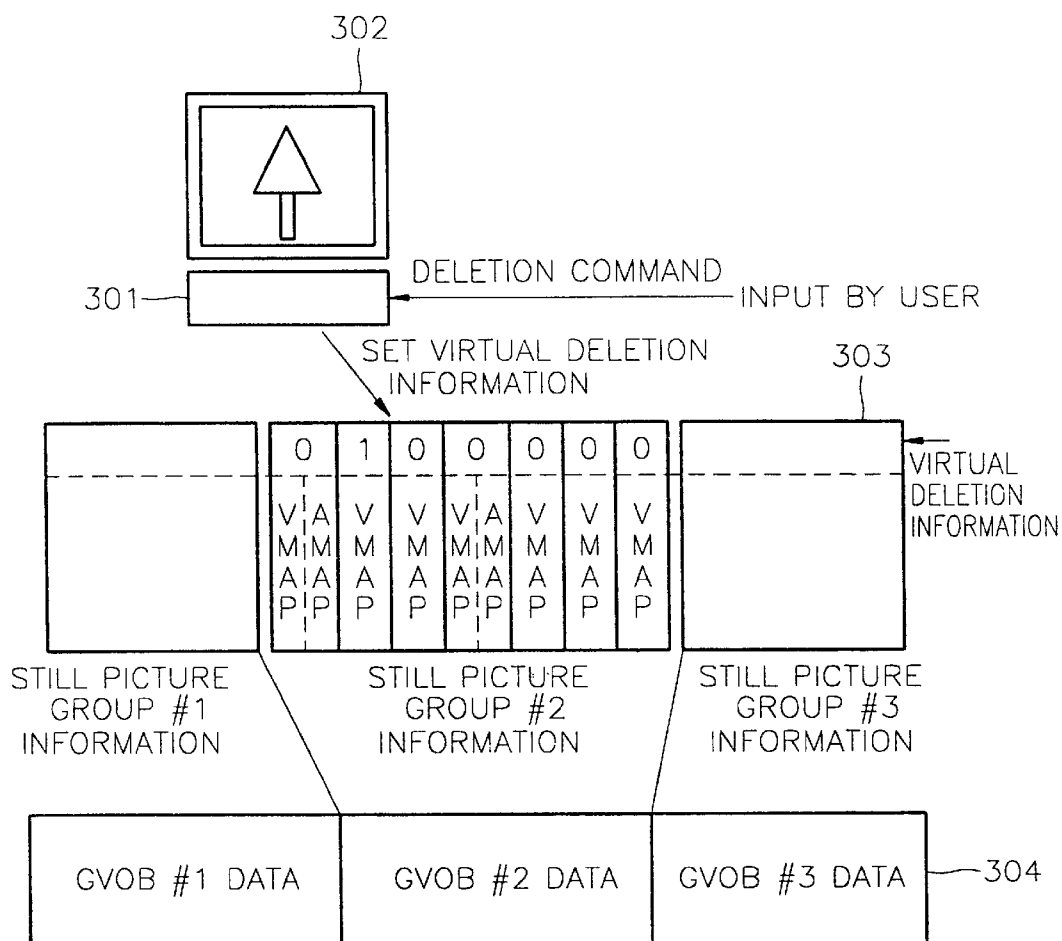 302
DELETION COMMAND
301
INPUT BY USER
SET VIRTUAL DELETION
INFORMATION
303
0 1 0 0 0 0 0
VIRTUAL
DELETION
INFORMATION
VMAP AMAP VMAP VMAP VMAP AMAP VMAP VMAP VMAP
STILL PICTURE
GROUP #1
INFORMATION
STILL PICTURE
GROUP #2
INFORMATION
STILL PICTURE
GROUP #3
INFORMATION
GVOB #1 DATA
GVOB #2 DATA
GVOB #3 DATA
304